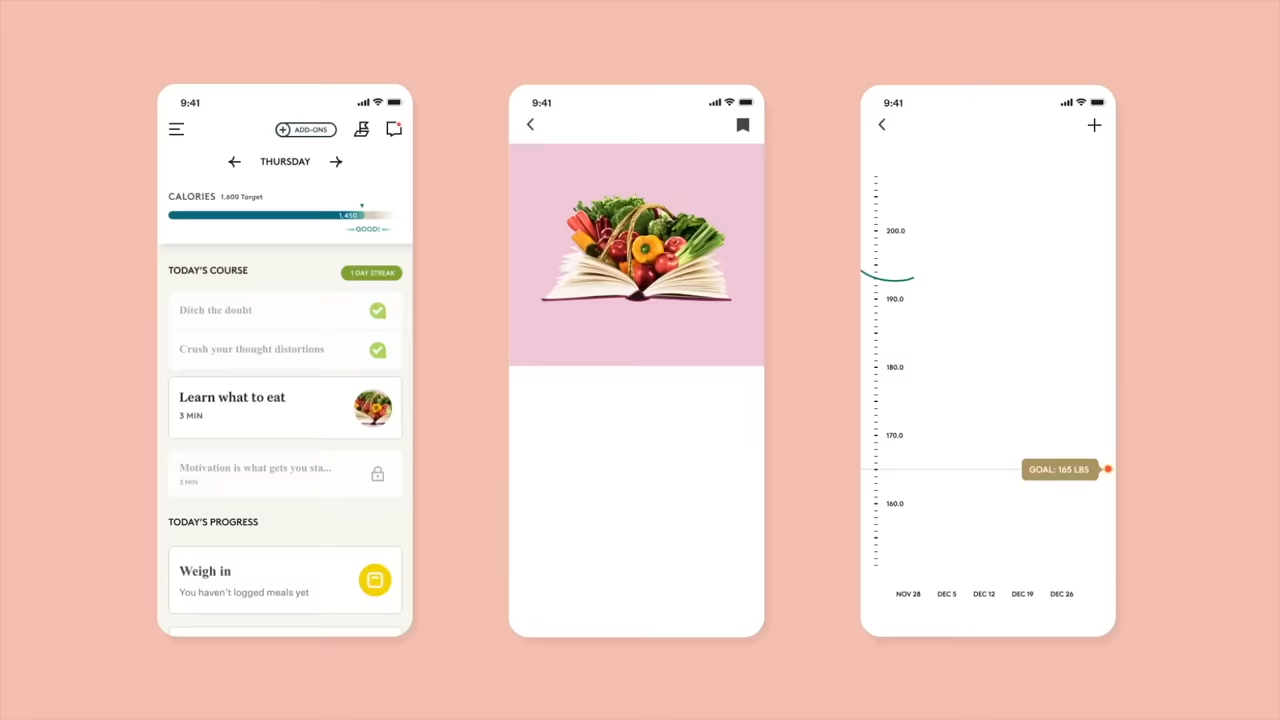 9:41
ADD-ONS
THURSDAY
CALORIES 1,600 Target
1,450
GOOD!
TODAY'S COURSE
1 DAY STREAK
Ditch the doubt
Crush your thought distortions
Learn what to eat
3 MIN
Motivation is what gets you sta...
3 MIN
TODAY'S PROGRESS
Weigh in
You haven't logged meals yet
9:41
9:41
200.0
190.0
180.0
170.0
GOAL: 165 LBS
160.0
NOV 28 DEC 5 DEC 12 DEC 19 DEC 26